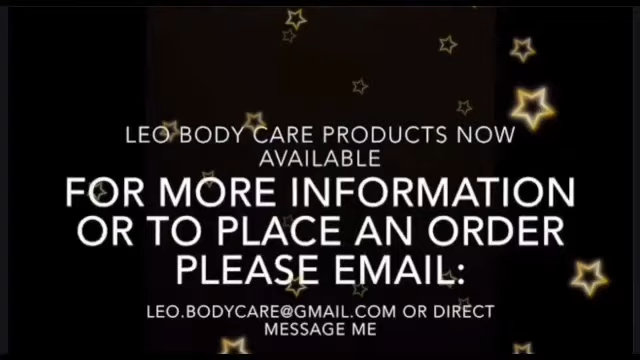 LEO BODY CARE PRODUCTS NOW
AVAILABLE
FOR MORE INFORMATION
OR TO PLACE AN ORDER
PLEASE EMAIL:
LEO.BODYCARE@GMAIL.COM OR DIRECT
MESSAGE ME